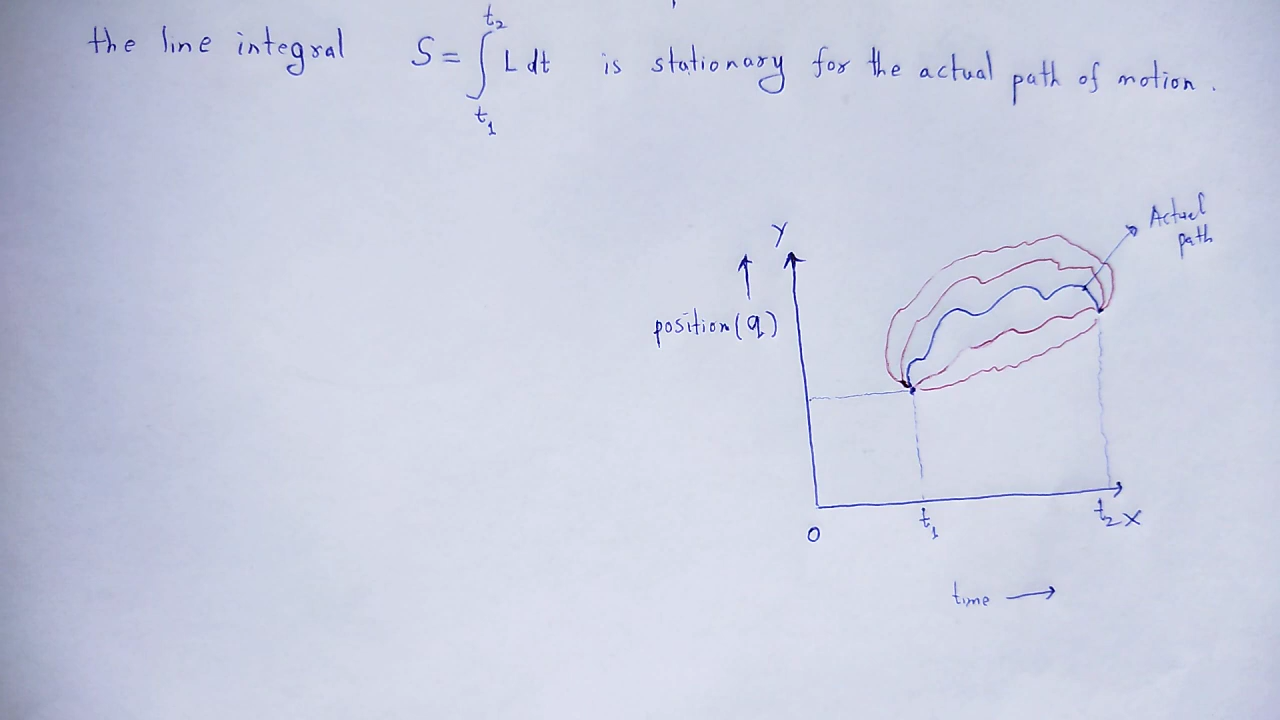 the line integral S = ∫ L dt is stationary for the actual path of motion.
t₂
t₁
Y
Actual
path
position (q)
O
t₁
t₂ X
time